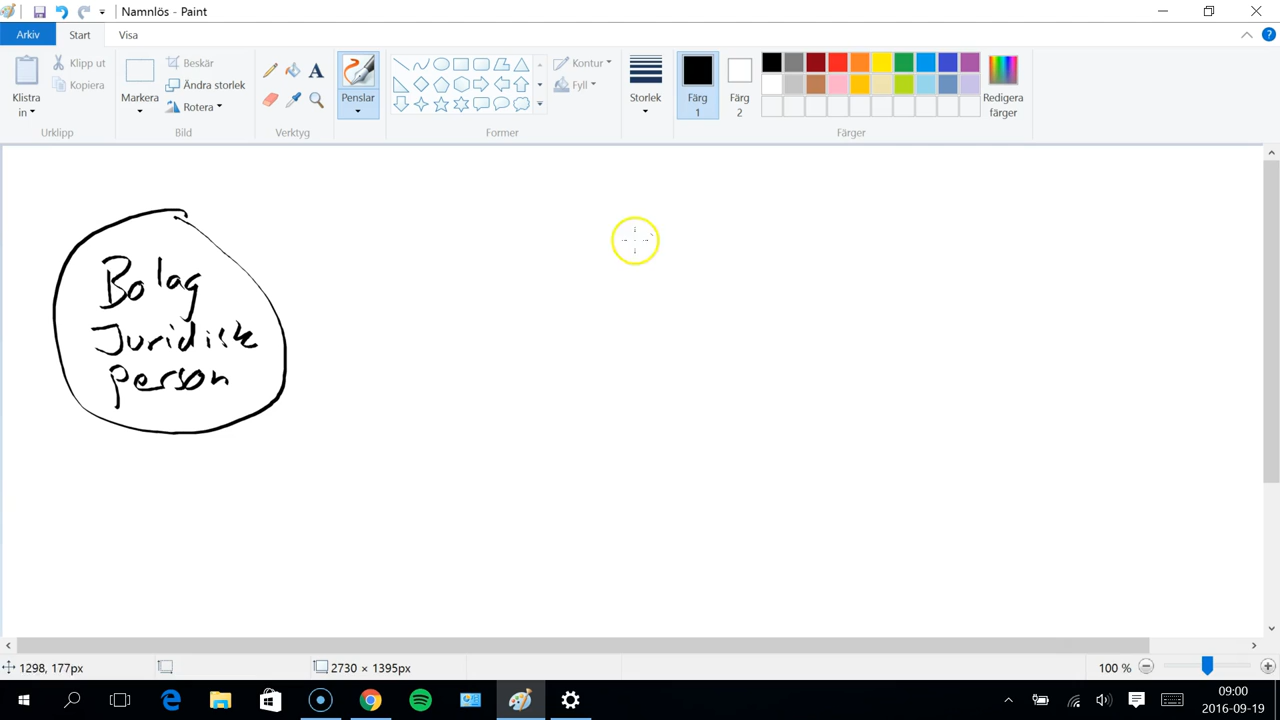 Namnlös - Paint
Arkiv Start Visa
Klistra in
Klipp ut
Kopiera
Urklipp
Markera
Beskär
Ändra storlek
Rotera
Bild
A
Verktyg
Penslar
Kontur
Fyll
Former
Storlek
Färg 1
Färg 2
Redigera färger
Färger
Bolag
Juridisk
person
1298, 177px
2730 × 1395px
100 %
09:00
2016-09-19